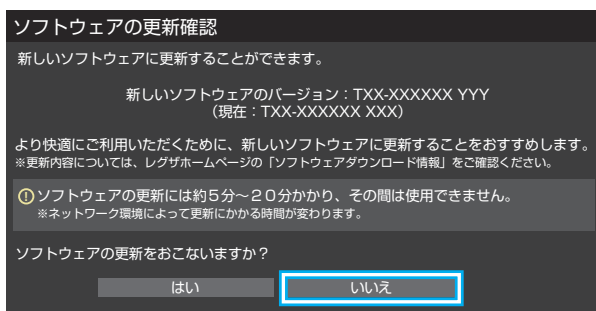 ソフトウェアの更新確認
新しいソフトウェアに更新することができます。
新しいソフトウェアのバージョン：TXX-XXXXXX YYY
（現在：TXX-XXXXXX XXX）
より快適にご利用いただくために、新しいソフトウェアに更新することをおすすめします。
※更新内容については、レグザホームページの「ソフトウェアダウンロード情報」をご確認ください。
ソフトウェアの更新には約５分～２０分かかり、その間は使用できません。
※ネットワーク環境によって更新にかかる時間が変わります。
ソフトウェアの更新をおこないますか？
はい
いいえ